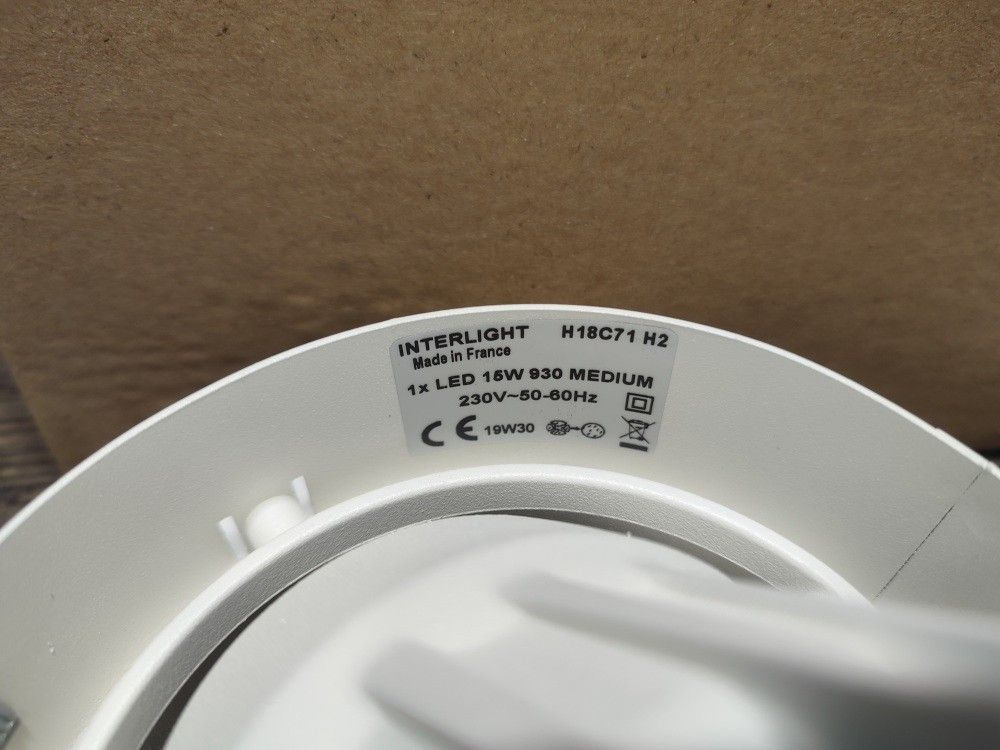 INTERLIGHT H18C71 H2
Made in France
1x LED 15W 930 MEDIUM
230V~50-60Hz
CE 19W30